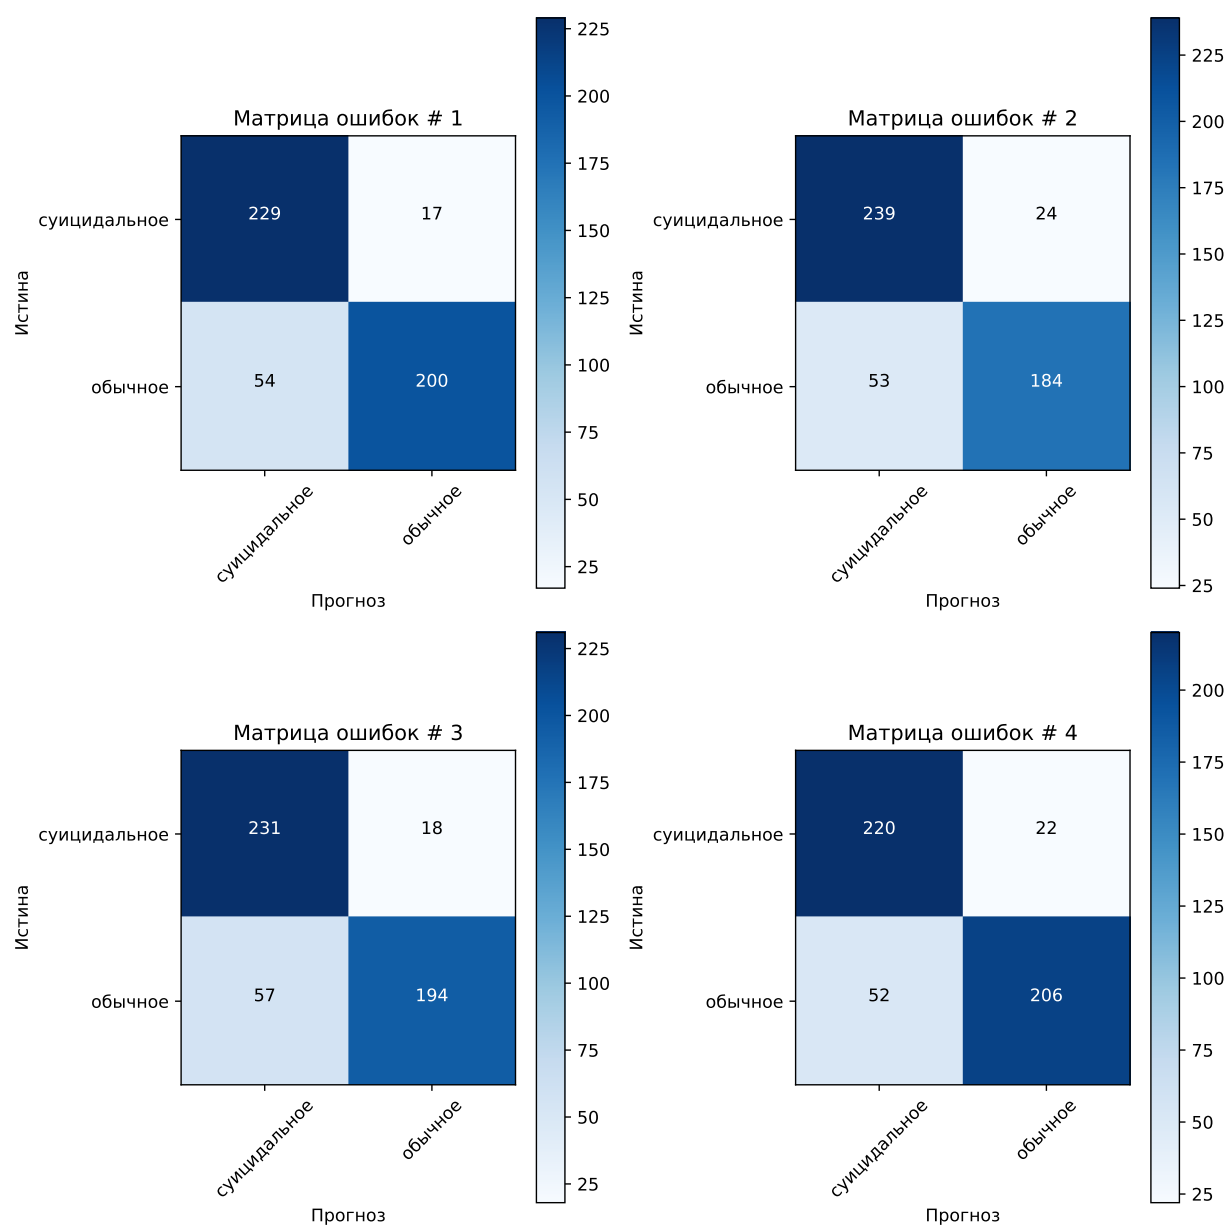 Матрица ошибок # 1
суицидальное
обычное
229
17
54
200
Истина
суицидальное
обычное
Прогноз
225
200
175
150
125
100
75
50
25
Матрица ошибок # 2
суицидальное
обычное
239
24
53
184
Истина
суицидальное
обычное
Прогноз
225
200
175
150
125
100
75
50
25
Матрица ошибок # 3
суицидальное
обычное
231
18
57
194
Истина
суицидальное
обычное
Прогноз
225
200
175
150
125
100
75
50
25
Матрица ошибок # 4
суицидальное
обычное
220
22
52
206
Истина
суицидальное
обычное
Прогноз
200
175
150
125
100
75
50
25